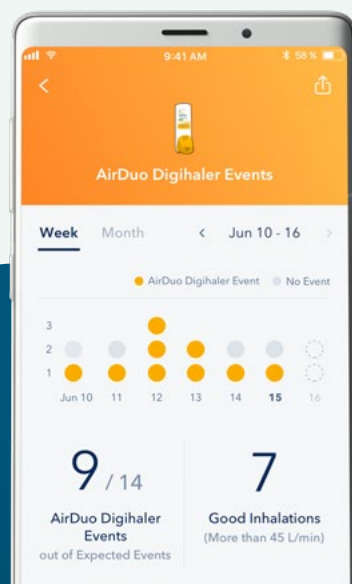 9:41 AM
58 %
AirDuo Digihaler Events
Week Month Jun 10 - 16
AirDuo Digihaler Event No Event
3
2
1
Jun 10 11 12 13 14 15 16
9 / 14 7
AirDuo Digihaler Good Inhalations
Events (More than 45 L/min)
out of Expected Events